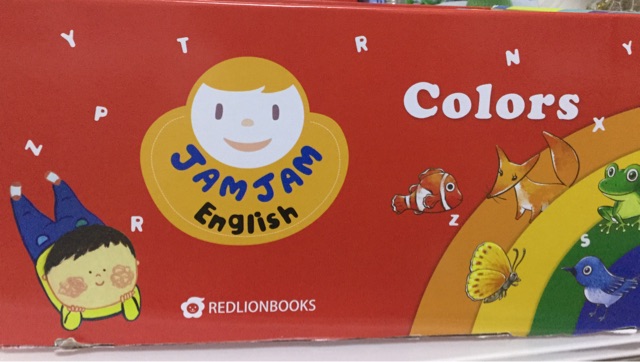 Y
T
R
N
Y
Colors
P
X
N
JAMJAM
English
R
Z
S
REDLIONBOOKS